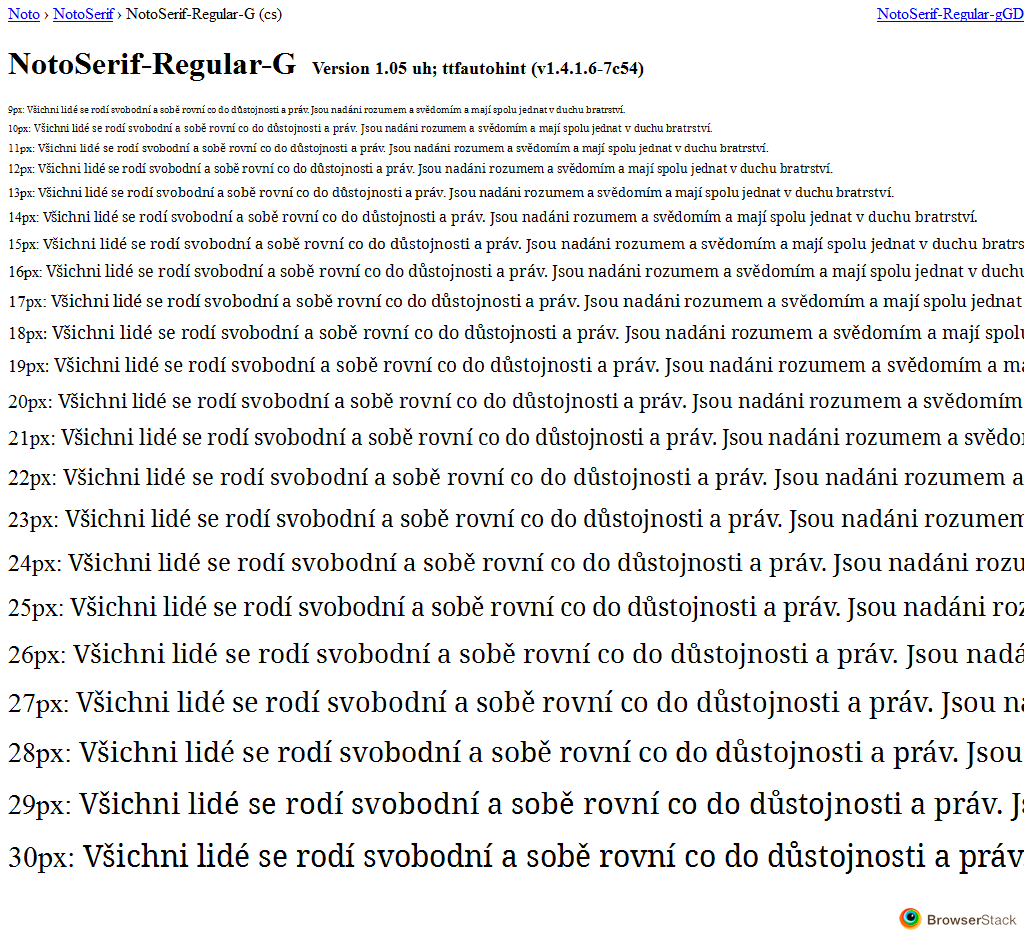 Noto › NotoSerif › NotoSerif-Regular-G (cs) NotoSerif-Regular-gGD
NotoSerif-Regular-G Version 1.05 uh; ttfautohint (v1.4.1.6-7c54)
9px: Všichni lidé se rodí svobodní a sobě rovní co do důstojnosti a práv. Jsou nadáni rozumem a svědomím a mají spolu jednat v duchu bratrství.
10px: Všichni lidé se rodí svobodní a sobě rovní co do důstojnosti a práv. Jsou nadáni rozumem a svědomím a mají spolu jednat v duchu bratrství.
11px: Všichni lidé se rodí svobodní a sobě rovní co do důstojnosti a práv. Jsou nadáni rozumem a svědomím a mají spolu jednat v duchu bratrství.
12px: Všichni lidé se rodí svobodní a sobě rovní co do důstojnosti a práv. Jsou nadáni rozumem a svědomím a mají spolu jednat v duchu bratrství.
13px: Všichni lidé se rodí svobodní a sobě rovní co do důstojnosti a práv. Jsou nadáni rozumem a svědomím a mají spolu jednat v duchu bratrství.
14px: Všichni lidé se rodí svobodní a sobě rovní co do důstojnosti a práv. Jsou nadáni rozumem a svědomím a mají spolu jednat v duchu bratrství.
15px: Všichni lidé se rodí svobodní a sobě rovní co do důstojnosti a práv. Jsou nadáni rozumem a svědomím a mají spolu jednat v duchu bratrs
16px: Všichni lidé se rodí svobodní a sobě rovní co do důstojnosti a práv. Jsou nadáni rozumem a svědomím a mají spolu jednat v duchu
17px: Všichni lidé se rodí svobodní a sobě rovní co do důstojnosti a práv. Jsou nadáni rozumem a svědomím a mají spolu jednat
18px: Všichni lidé se rodí svobodní a sobě rovní co do důstojnosti a práv. Jsou nadáni rozumem a svědomím a mají spolu
19px: Všichni lidé se rodí svobodní a sobě rovní co do důstojnosti a práv. Jsou nadáni rozumem a svědomím a ma
20px: Všichni lidé se rodí svobodní a sobě rovní co do důstojnosti a práv. Jsou nadáni rozumem a svědomím
21px: Všichni lidé se rodí svobodní a sobě rovní co do důstojnosti a práv. Jsou nadáni rozumem a svědo
22px: Všichni lidé se rodí svobodní a sobě rovní co do důstojnosti a práv. Jsou nadáni rozumem a
23px: Všichni lidé se rodí svobodní a sobě rovní co do důstojnosti a práv. Jsou nadáni rozumem
24px: Všichni lidé se rodí svobodní a sobě rovní co do důstojnosti a práv. Jsou nadáni rozu
25px: Všichni lidé se rodí svobodní a sobě rovní co do důstojnosti a práv. Jsou nadáni roz
26px: Všichni lidé se rodí svobodní a sobě rovní co do důstojnosti a práv. Jsou nadá
27px: Všichni lidé se rodí svobodní a sobě rovní co do důstojnosti a práv. Jsou na
28px: Všichni lidé se rodí svobodní a sobě rovní co do důstojnosti a práv. Jsou
29px: Všichni lidé se rodí svobodní a sobě rovní co do důstojnosti a práv. Js
30px: Všichni lidé se rodí svobodní a sobě rovní co do důstojnosti a práv.
BrowserStack